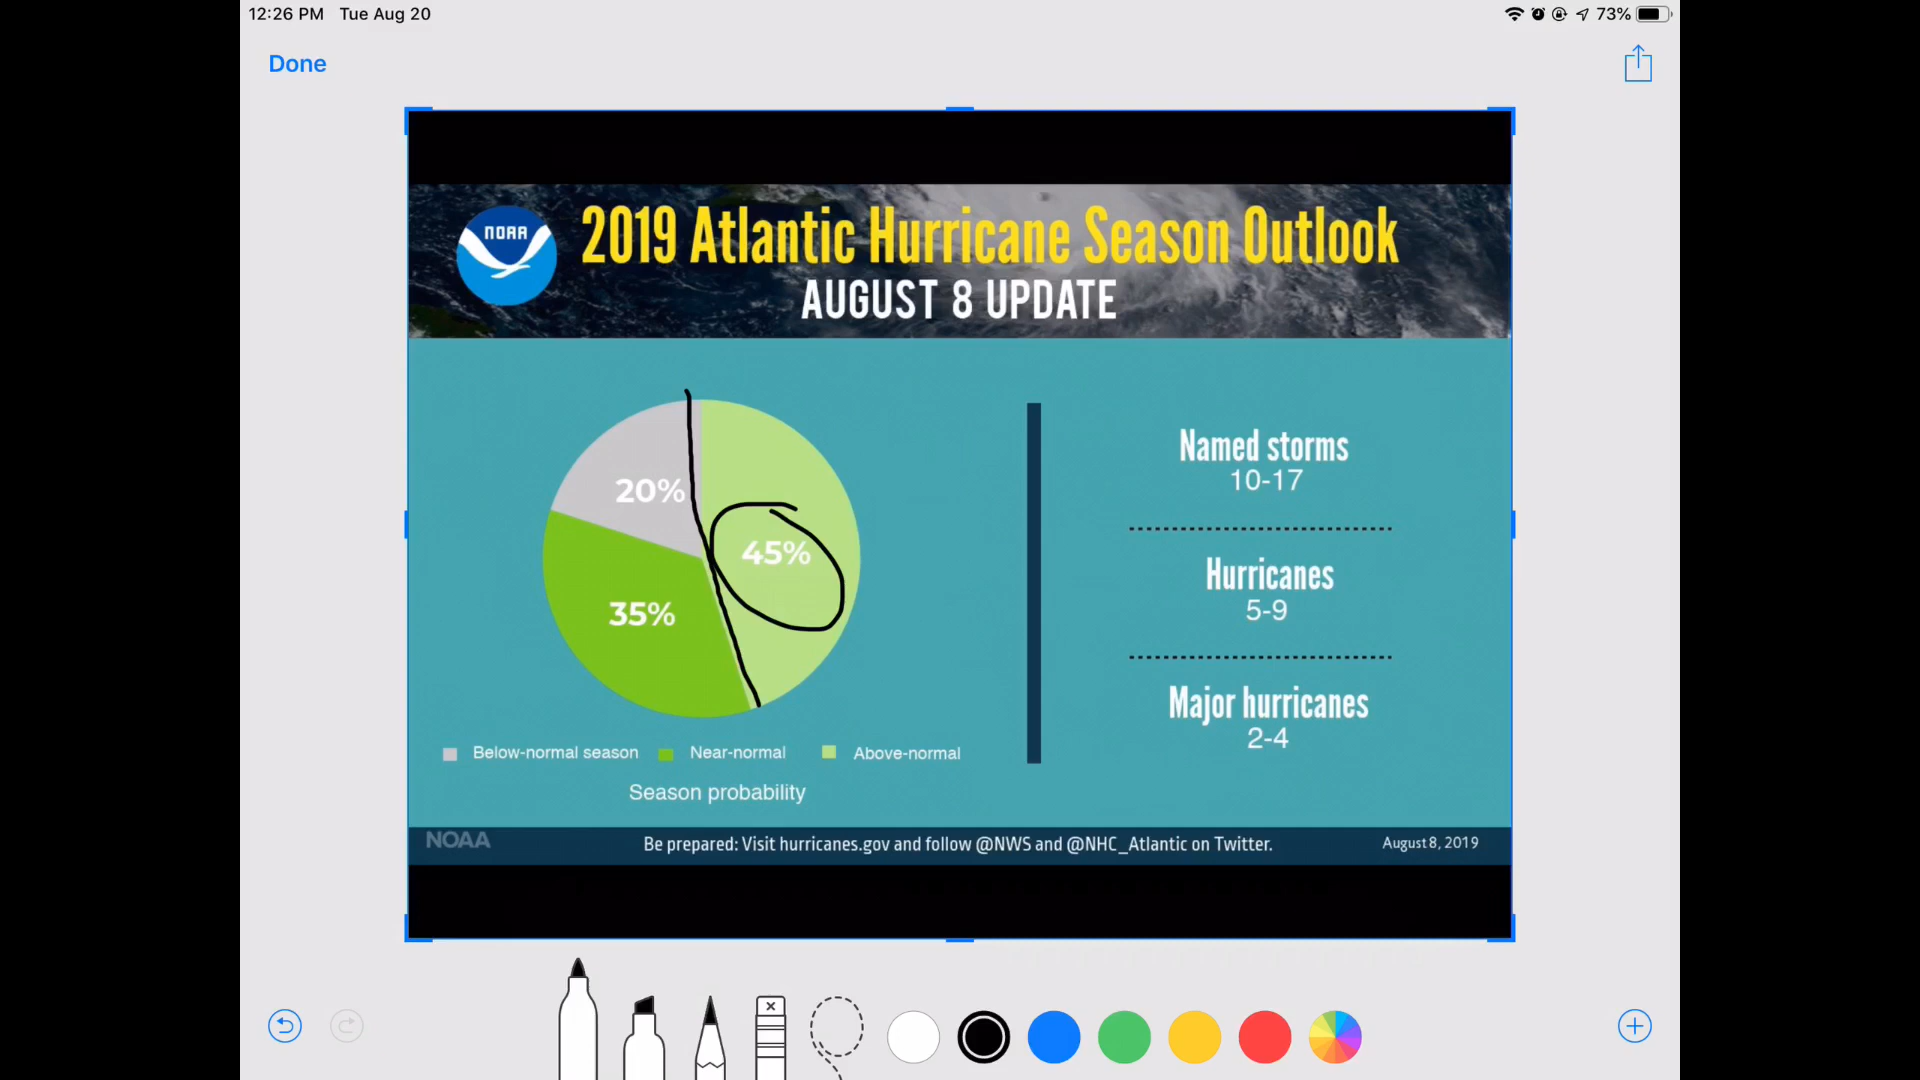 12:26 PM Tue Aug 20
73%
Done
NOAA
2019 Atlantic Hurricane Season Outlook
AUGUST 8 UPDATE
20%
45%
35%
Below-normal season Near-normal Above-normal
Season probability
Named storms
10-17
Hurricanes
5-9
Major hurricanes
2-4
NOAA
Be prepared: Visit hurricanes.gov and follow @NWS and @NHC_Atlantic on Twitter.
August 8, 2019